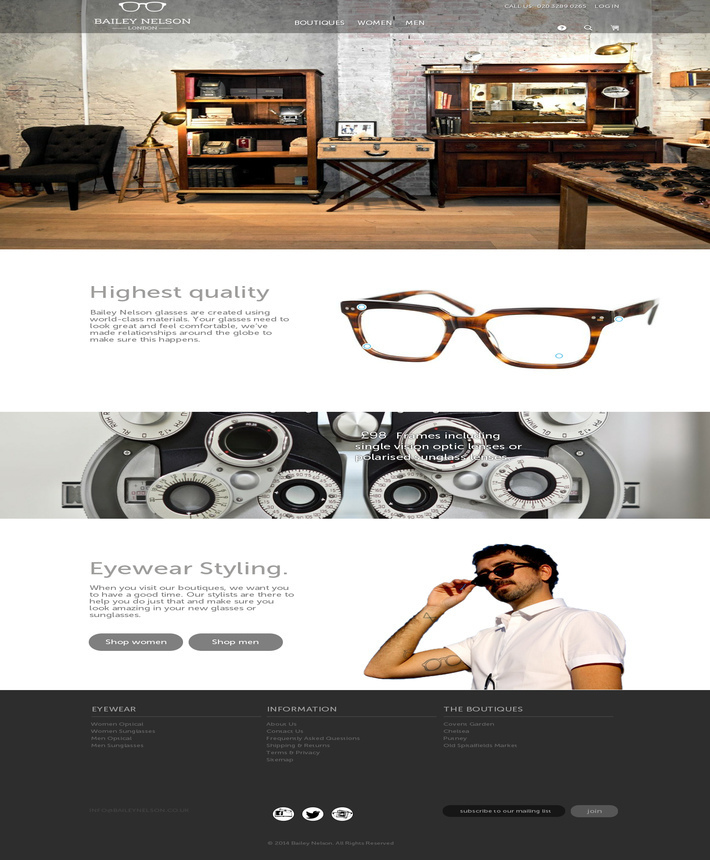 CALL US 020 3289 0265 LOG IN
BAILEY NELSON
LONDON
BOUTIQUES WOMEN MEN
Highest quality
Bailey Nelson glasses are created using
world-class materials. Your glasses need to
look great and feel comfortable, we've
made relationships around the globe to
make sure this happens.
£98 Frames including
single vision optic lenses or
polarised sunglass lenses
Eyewear Styling.
When you visit our boutiques, we want you
to have a good time. Our stylists are there to
help you do just that and make sure you
look amazing in your new glasses or
sunglasses.
Shop women Shop men
EYEWEAR
Women Optical
Women Sunglasses
Men Optical
Men Sunglasses
INFORMATION
About Us
Contact Us
Frequently Asked Questions
Shipping & Returns
Terms & Privacy
Sitemap
THE BOUTIQUES
Covent Garden
Chelsea
Putney
Old Spitalfields Market
INFO@BAILEYNELSON.CO.UK
subscribe to our mailing list join
© 2014 Bailey Nelson. All Rights Reserved